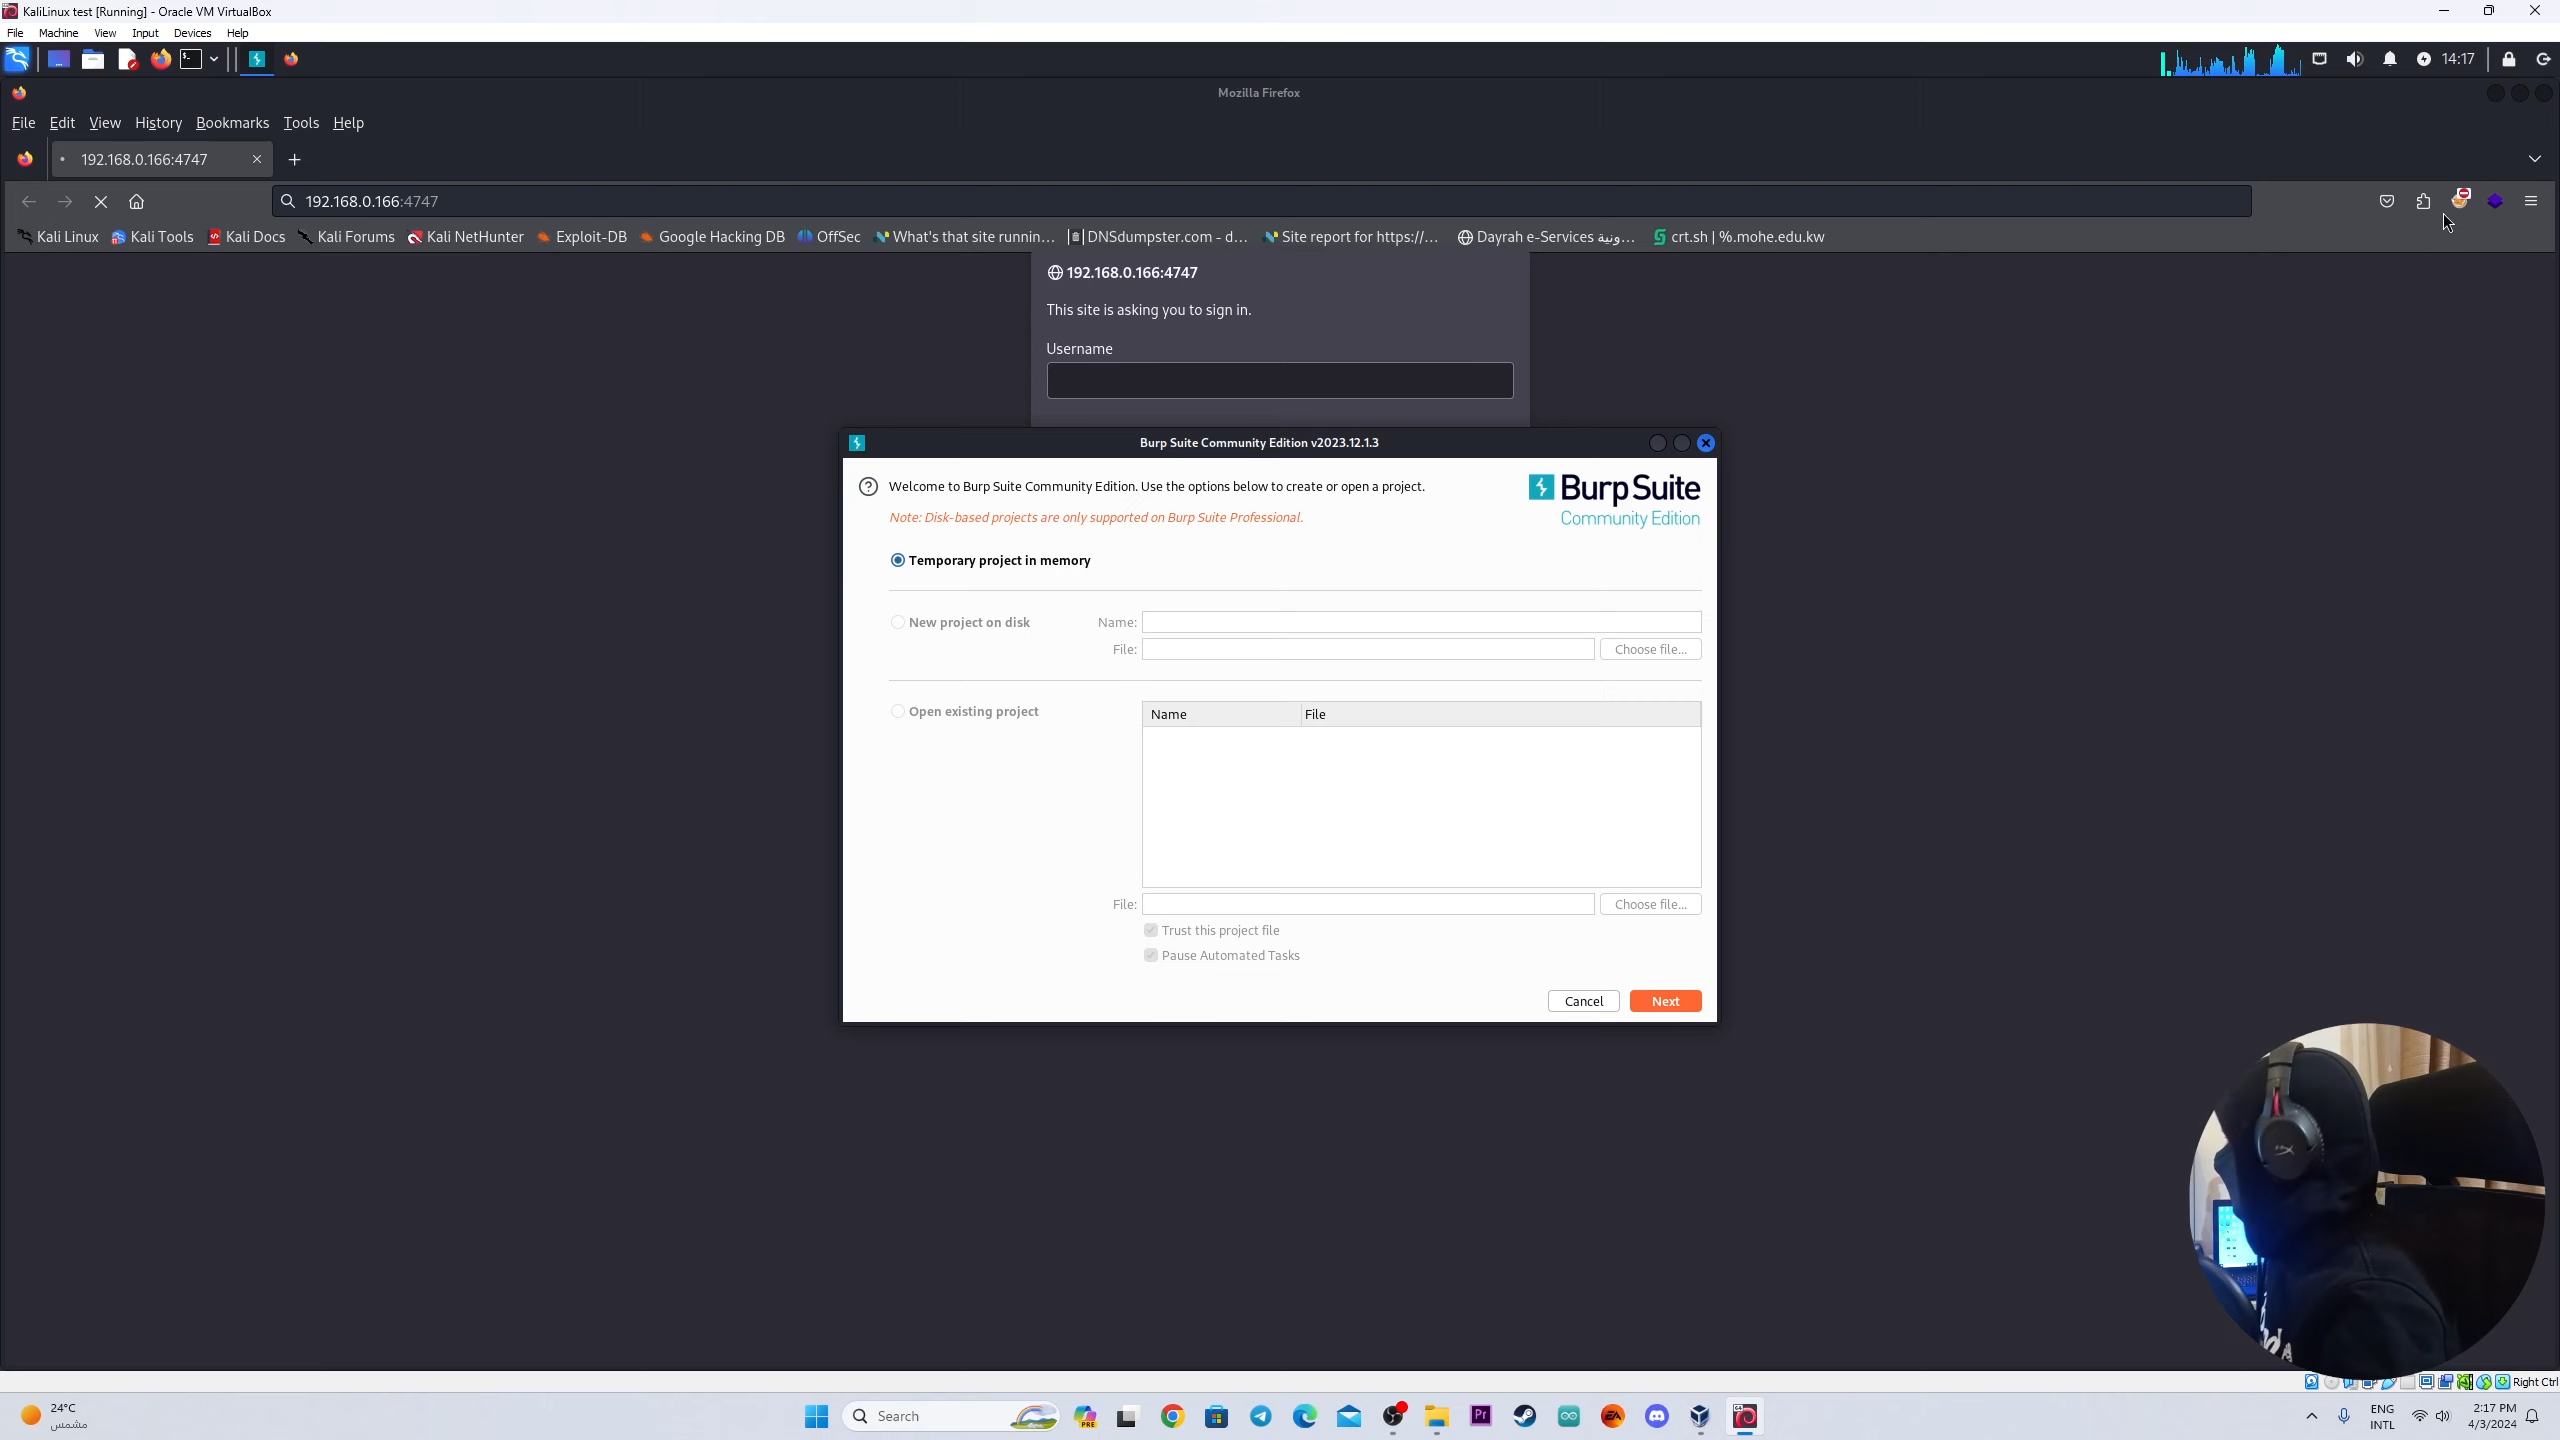 KaliLinux test [Running] - Oracle VM VirtualBox
File Machine View Input Devices Help
14:17
Mozilla Firefox
File Edit View History Bookmarks Tools Help
192.168.0.166:4747
192.168.0.166:4747
Kali Linux Kali Tools Kali Docs Kali Forums Kali NetHunter Exploit-DB Google Hacking DB OffSec What's that site runnin... DNSdumpster.com - d... Site report for https://... Dayrah e-Services ونية... crt.sh | %.mohe.edu.kw
192.168.0.166:4747
This site is asking you to sign in.
Username
Burp Suite Community Edition v2023.12.1.3
Welcome to Burp Suite Community Edition. Use the options below to create or open a project.
Note: Disk-based projects are only supported on Burp Suite Professional.
Burp Suite
Community Edition
Temporary project in memory
New project on disk Name:
File: Choose file...
Open existing project Name File
File: Choose file...
Trust this project file
Pause Automated Tasks
Cancel Next
Right Ctrl
24°C
مشمس
Search
PRE
Pr
EA
ENG
INTL
2:17 PM
4/3/2024